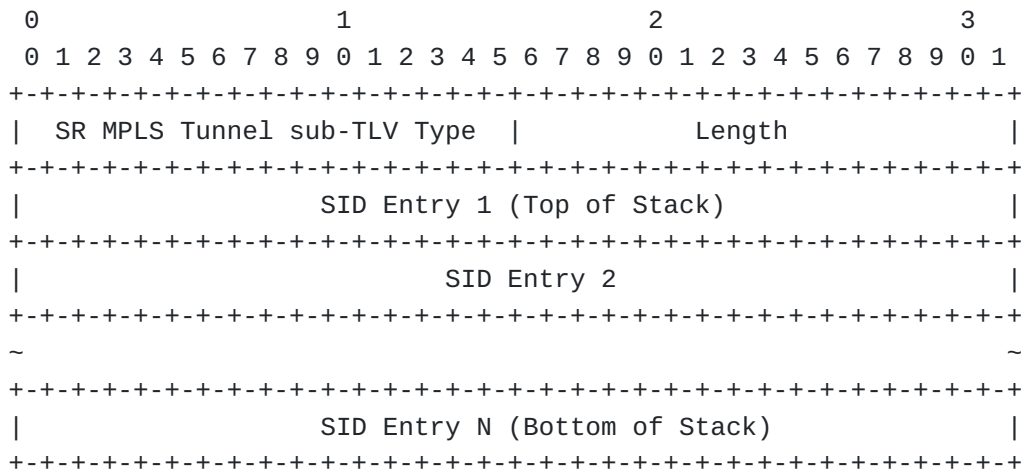 0                   1                   2                   3
 0 1 2 3 4 5 6 7 8 9 0 1 2 3 4 5 6 7 8 9 0 1 2 3 4 5 6 7 8 9 0 1
+-+-+-+-+-+-+-+-+-+-+-+-+-+-+-+-+-+-+-+-+-+-+-+-+-+-+-+-+-+-+-+-+
|  SR MPLS Tunnel sub-TLV Type  |           Length              |
+-+-+-+-+-+-+-+-+-+-+-+-+-+-+-+-+-+-+-+-+-+-+-+-+-+-+-+-+-+-+-+-+
|                   SID Entry 1 (Top of Stack)                  |
+-+-+-+-+-+-+-+-+-+-+-+-+-+-+-+-+-+-+-+-+-+-+-+-+-+-+-+-+-+-+-+-+
|                           SID Entry 2                         |
+-+-+-+-+-+-+-+-+-+-+-+-+-+-+-+-+-+-+-+-+-+-+-+-+-+-+-+-+-+-+-+-+
~                                                               ~
+-+-+-+-+-+-+-+-+-+-+-+-+-+-+-+-+-+-+-+-+-+-+-+-+-+-+-+-+-+-+-+-+
|                   SID Entry N (Bottom of Stack)               |
+-+-+-+-+-+-+-+-+-+-+-+-+-+-+-+-+-+-+-+-+-+-+-+-+-+-+-+-+-+-+-+-+